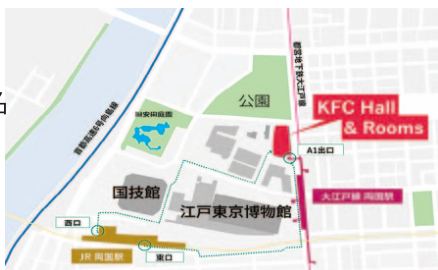 公園
都営地下鉄大江戸線
KFC Hall
& Rooms
旧安田庭園
首都高速6号向島線
A1出口
国技館
江戸東京博物館
大江戸線 両国駅
西口
東口
JR 両国駅